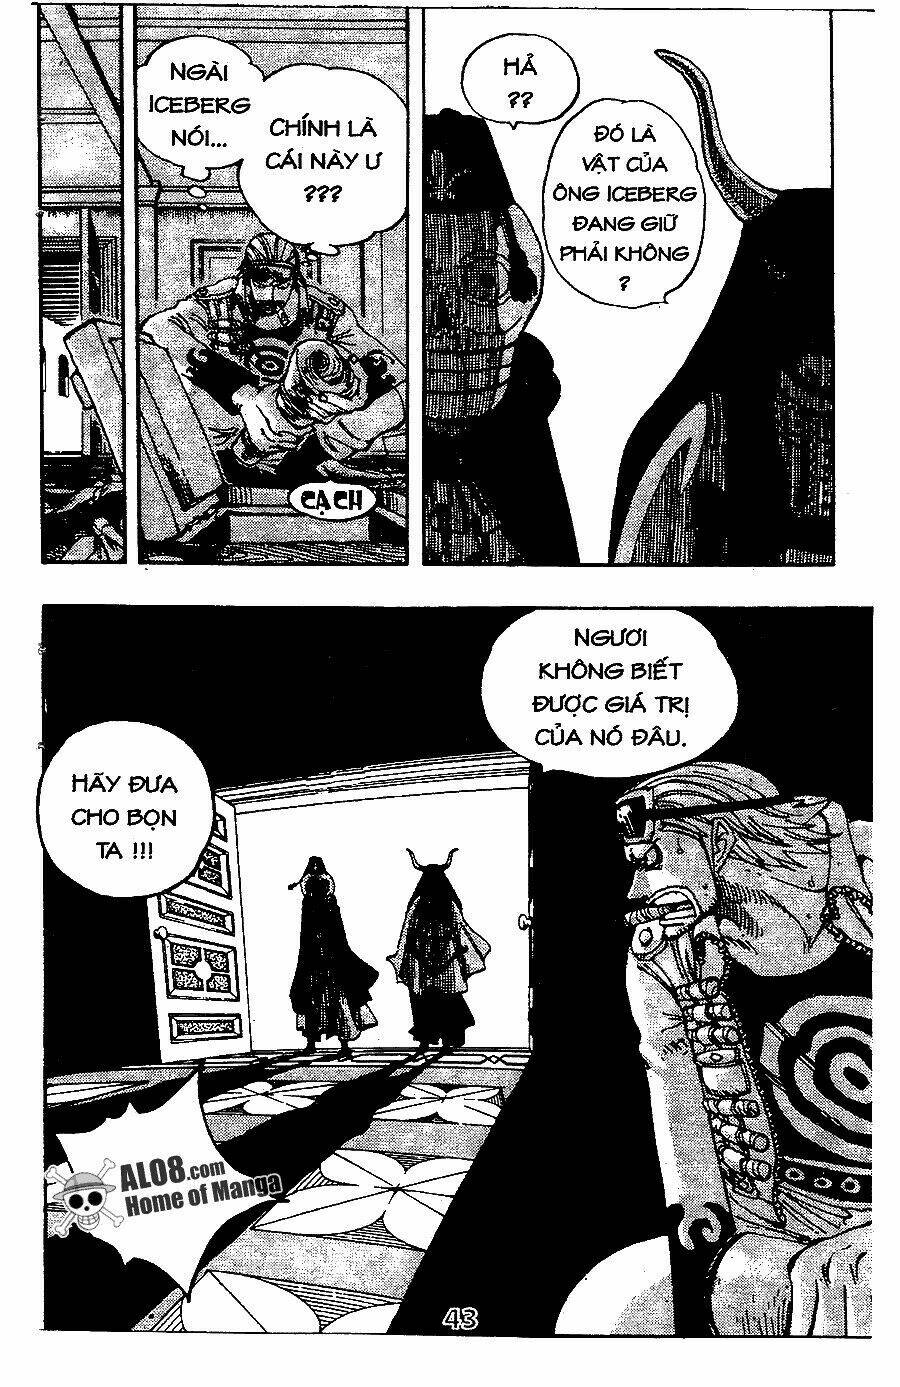 NGÀI
ICEBERG
NÓI...
CHÍNH LÀ
CÁI NÀY Ư
???
CẠCH
HẢ
??
ĐÓ LÀ
VẬT CỦA
ÔNG ICEBERG
ĐANG GIỮ
PHẢI KHÔNG
?
NGƯƠI
KHÔNG BIẾT
ĐƯỢC GIÁ TRỊ
CỦA NÓ ĐÂU.
HÃY ĐƯA
CHO BỌN
TA !!!
ALO8.com
Home of Manga
43